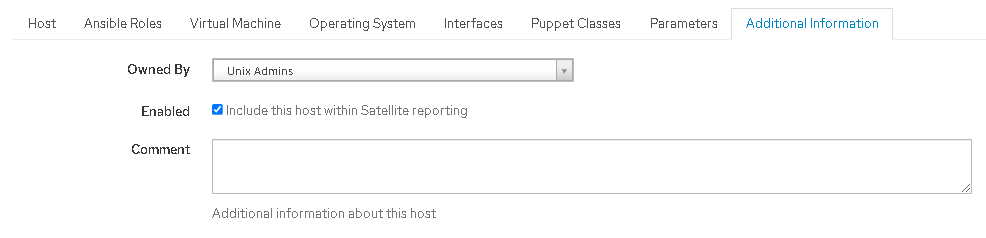 Host Ansible Roles Virtual Machine Operating System Interfaces Puppet Classes Parameters Additional Information
Owned By Unix Admins
Enabled Include this host within Satellite reporting
Comment
Additional information about this host